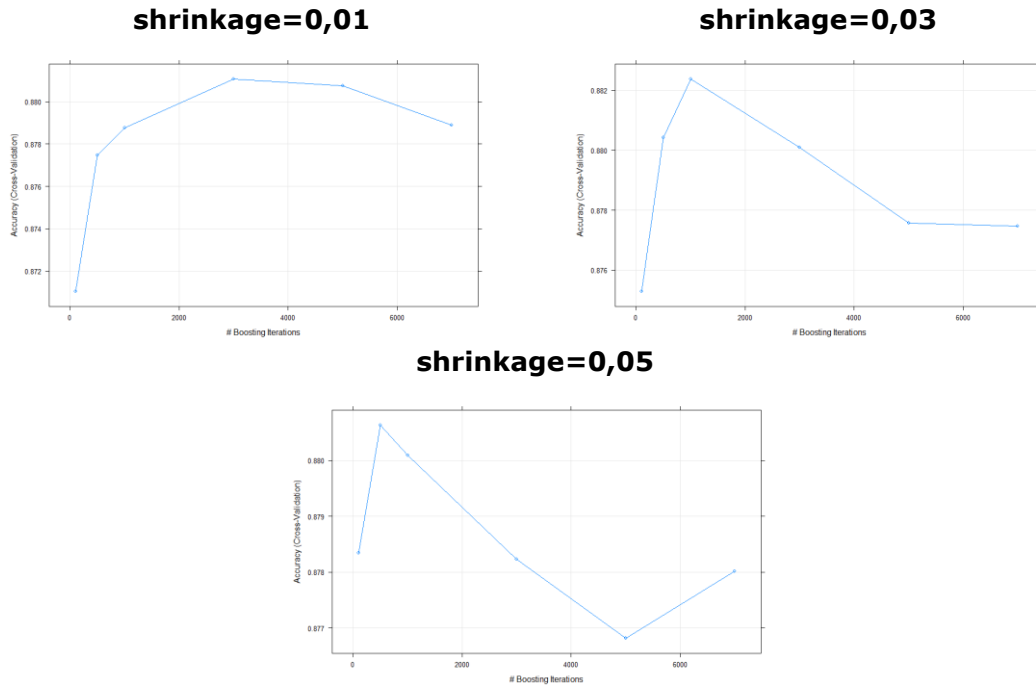 shrinkage=0,01
0.880
0.878
0.876
0.874
0.872
Accuracy (Cross-Validation)
0 2000 4000 6000
# Boosting Iterations
shrinkage=0,03
0.882
0.880
0.878
0.876
Accuracy (Cross-Validation)
0 2000 4000 6000
# Boosting Iterations
shrinkage=0,05
0.880
0.879
0.878
0.877
Accuracy (Cross-Validation)
0 2000 4000 6000
# Boosting Iterations